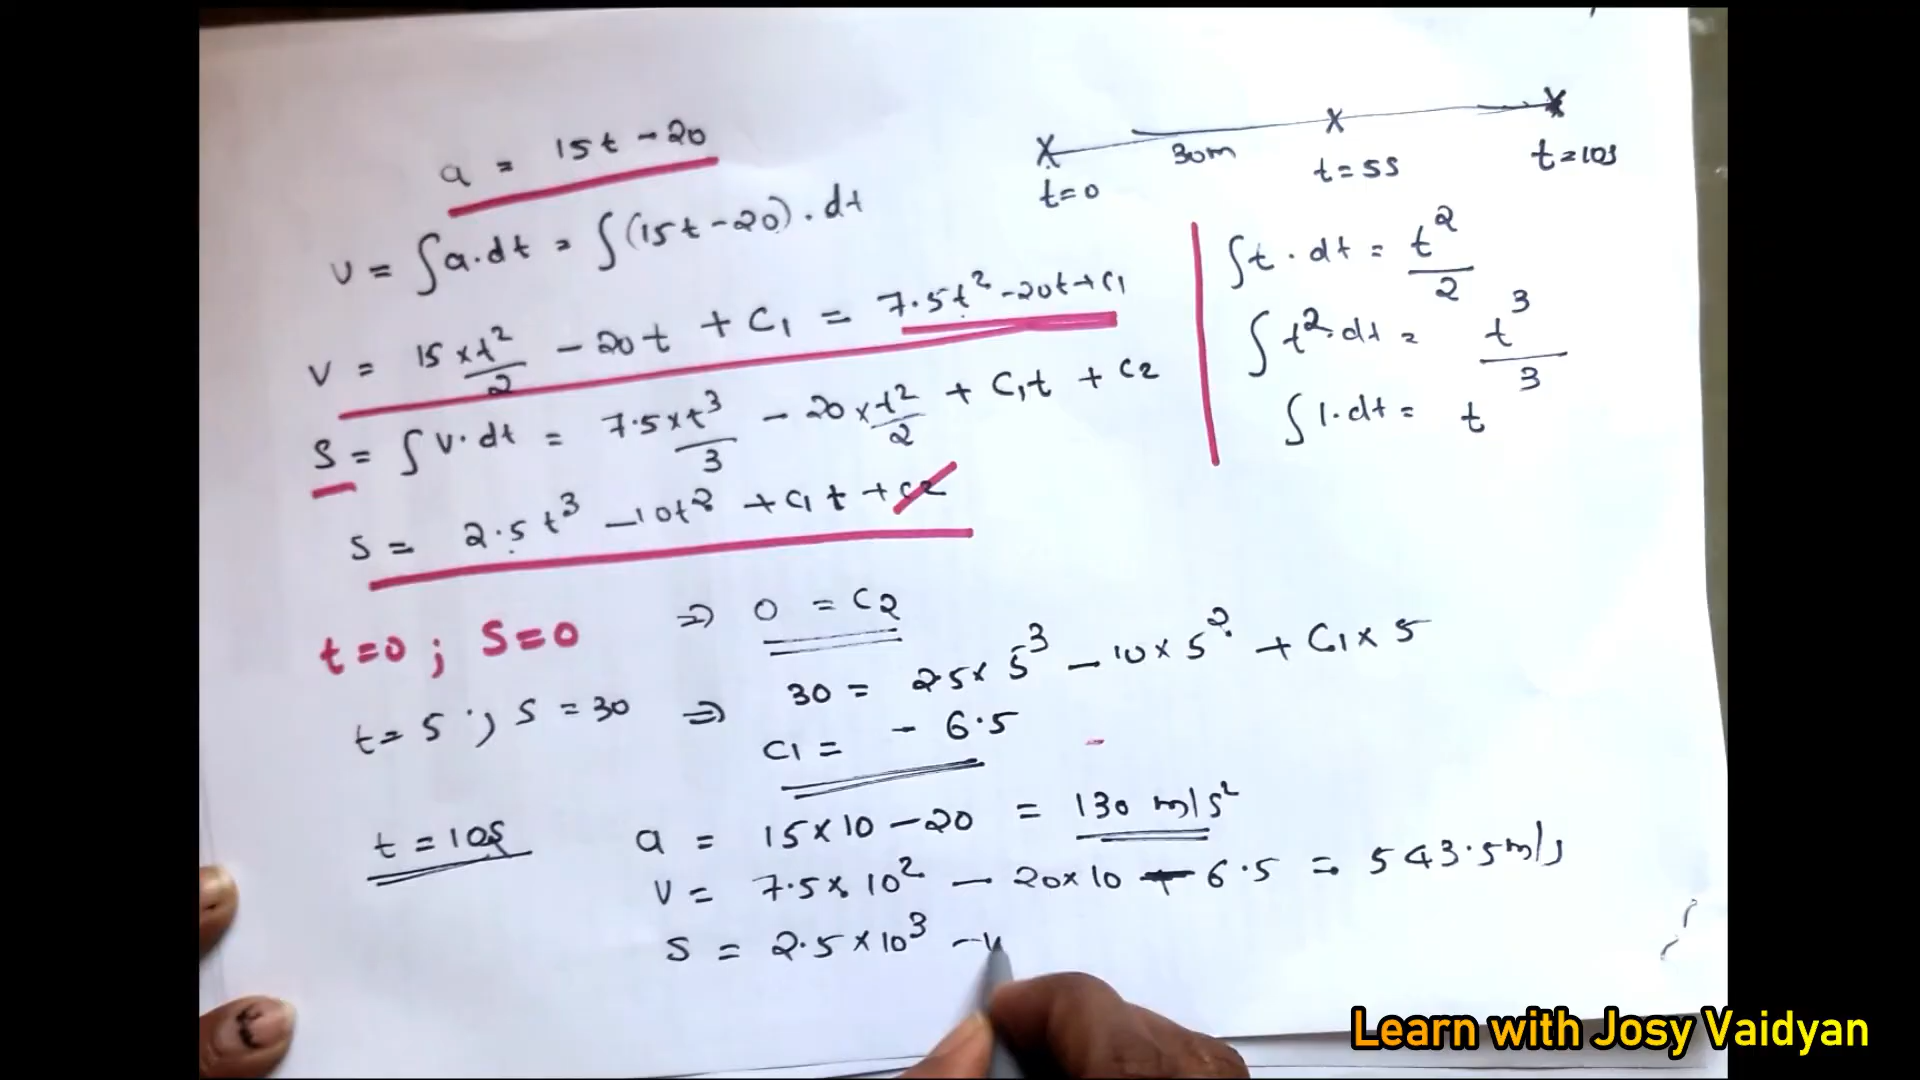 a = 15t - 20
v = ∫a.dt = ∫(15t - 20).dt
v = 15 x t²/2 - 20t + C1 = 7.5t² - 20t + C1
S = ∫v.dt = 7.5 x t³/3 - 20 x t²/2 + C1t + C2
S = 2.5t³ - 10t² + C1t + C2
t=0 ; S=0 ⇒ 0 = C2
t=5 ; S=30 ⇒ 30 = 25 x 5³ - 10 x 5² + C1 x 5
C1 = - 6.5
t = 10s a = 15 x 10 - 20 = 130 m/s²
v = 7.5 x 10² - 20 x 10 - 6.5 = 543.5 m/s
S = 2.5 x 10³ -
30m
t=0 t=5s t=10s
∫t.dt = t²/2
∫t².dt = t³/3
∫1.dt = t
Learn with Josy Vaidyan